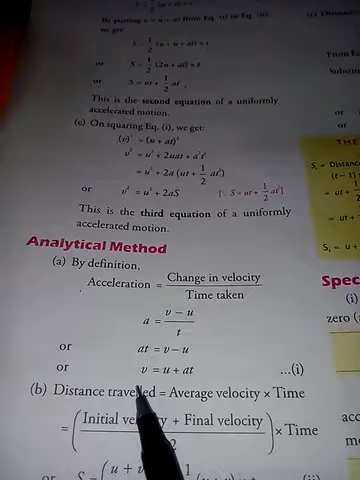 By putting v = u + at from Eq. (i) in Eq. (ii),
we get
S = 1/2 (u + u + at) × t
or S = 1/2 (2u + at) × t
or S = ut + 1/2 at².
This is the second equation of a uniformly
accelerated motion.
(c) On squaring Eq. (i), we get:
(v)² = (u + at)²
v² = u² + 2uat + a²t²
= u² + 2a (ut + 1/2 at²)
or v² = u² + 2aS [∵ S = ut + 1/2 at²]
This is the third equation of a uniformly
accelerated motion.
Analytical Method
(a) By definition,
Acceleration = Change in velocity / Time taken
a = v – u / t
or at = v – u
or v = u + at ...(i)
(b) Distance travelled = Average velocity × Time
= (Initial velocity + Final velocity / 2) × Time
or S =
From
or
or
THE
= Distance
(t – 1)
= ut +
= ut +
= u +
Spec
(i)
zero (
acc
(ii)